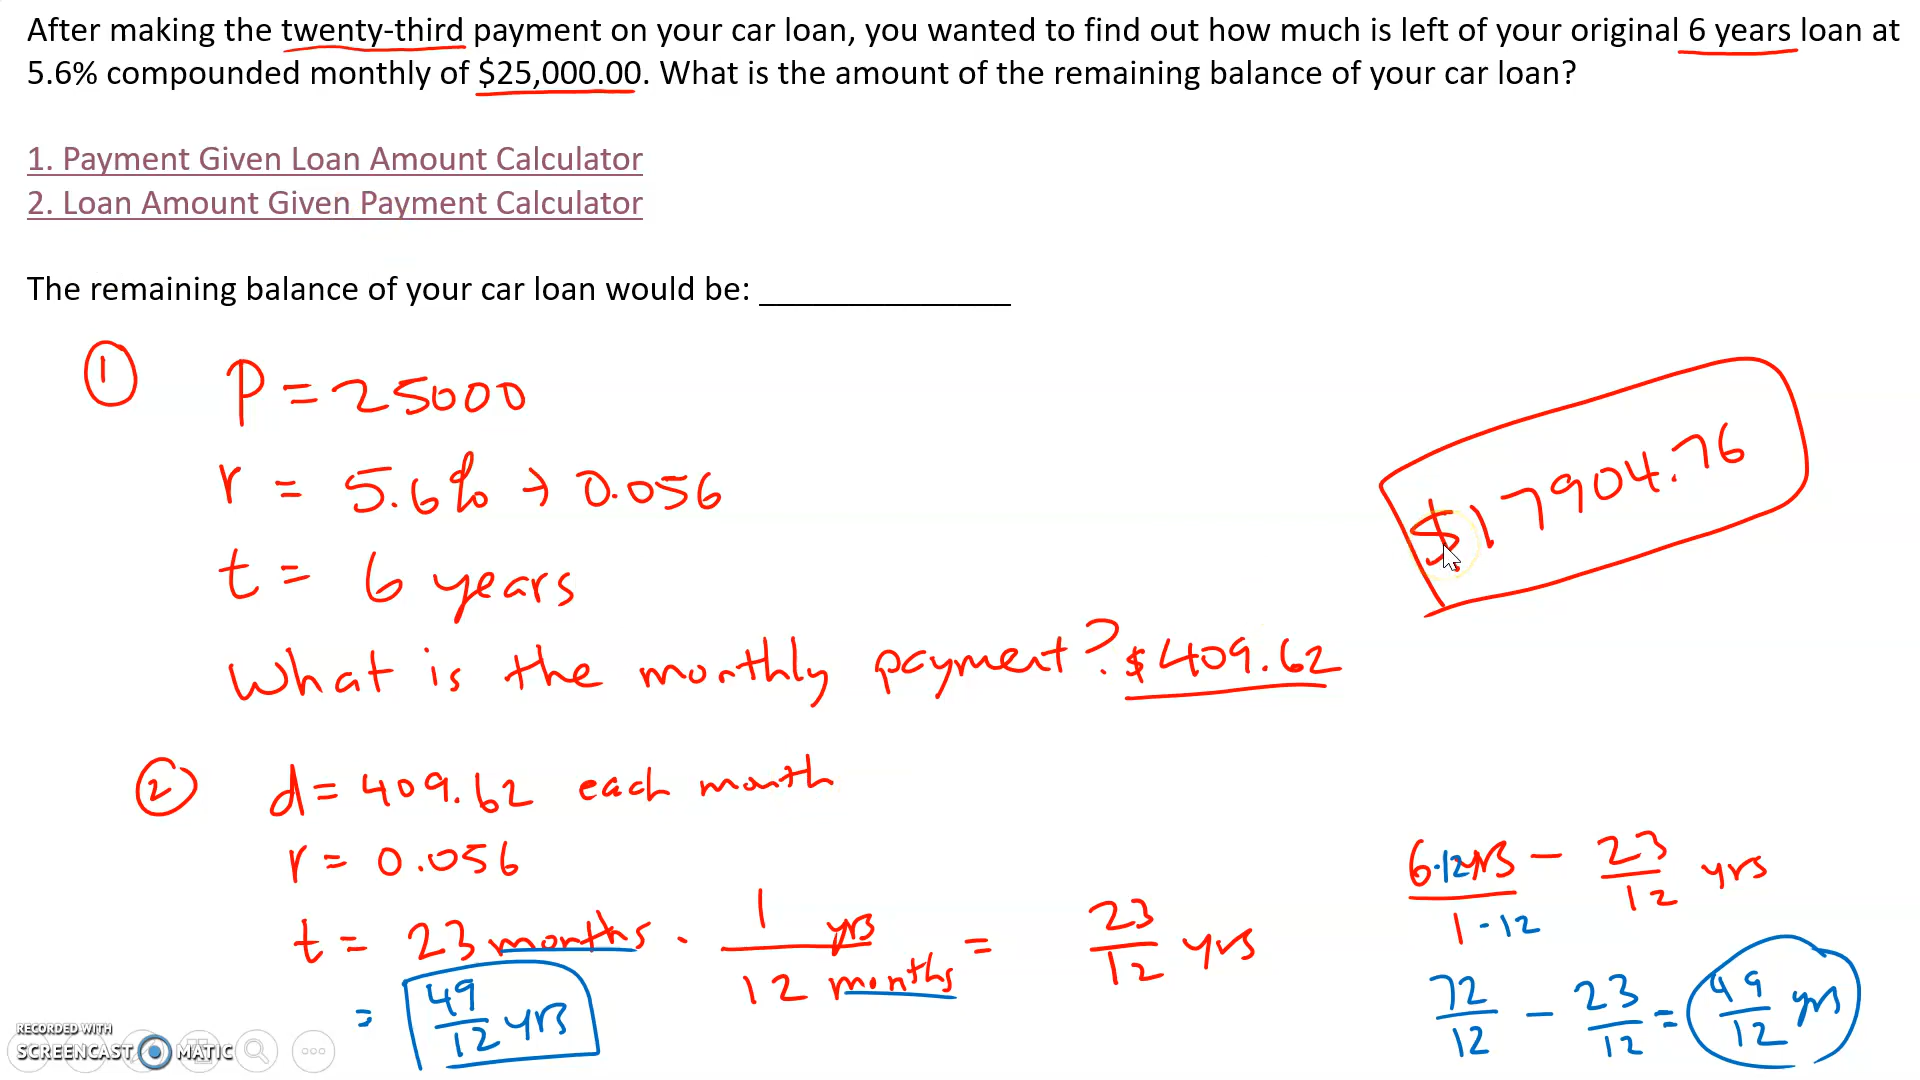 After making the twenty-third payment on your car loan, you wanted to find out how much is left of your original 6 years loan at
5.6% compounded monthly of $25,000.00. What is the amount of the remaining balance of your car loan?
1. Payment Given Loan Amount Calculator
2. Loan Amount Given Payment Calculator
The remaining balance of your car loan would be: _______________
① P = 25000
r = 5.6% → 0.056
$17904.76
t = 6 years
What is the monthly payment? $409.62
② d = 409.62 each month
r = 0.056
6·12 yrs / 1·12 − 23/12 yrs
t = 23 months · 1 yrs / 12 months = 23/12 yrs
= 49/12 yrs
72/12 − 23/12 = 49/12 yrs
RECORDED WITH
SCREENCAST MATIC